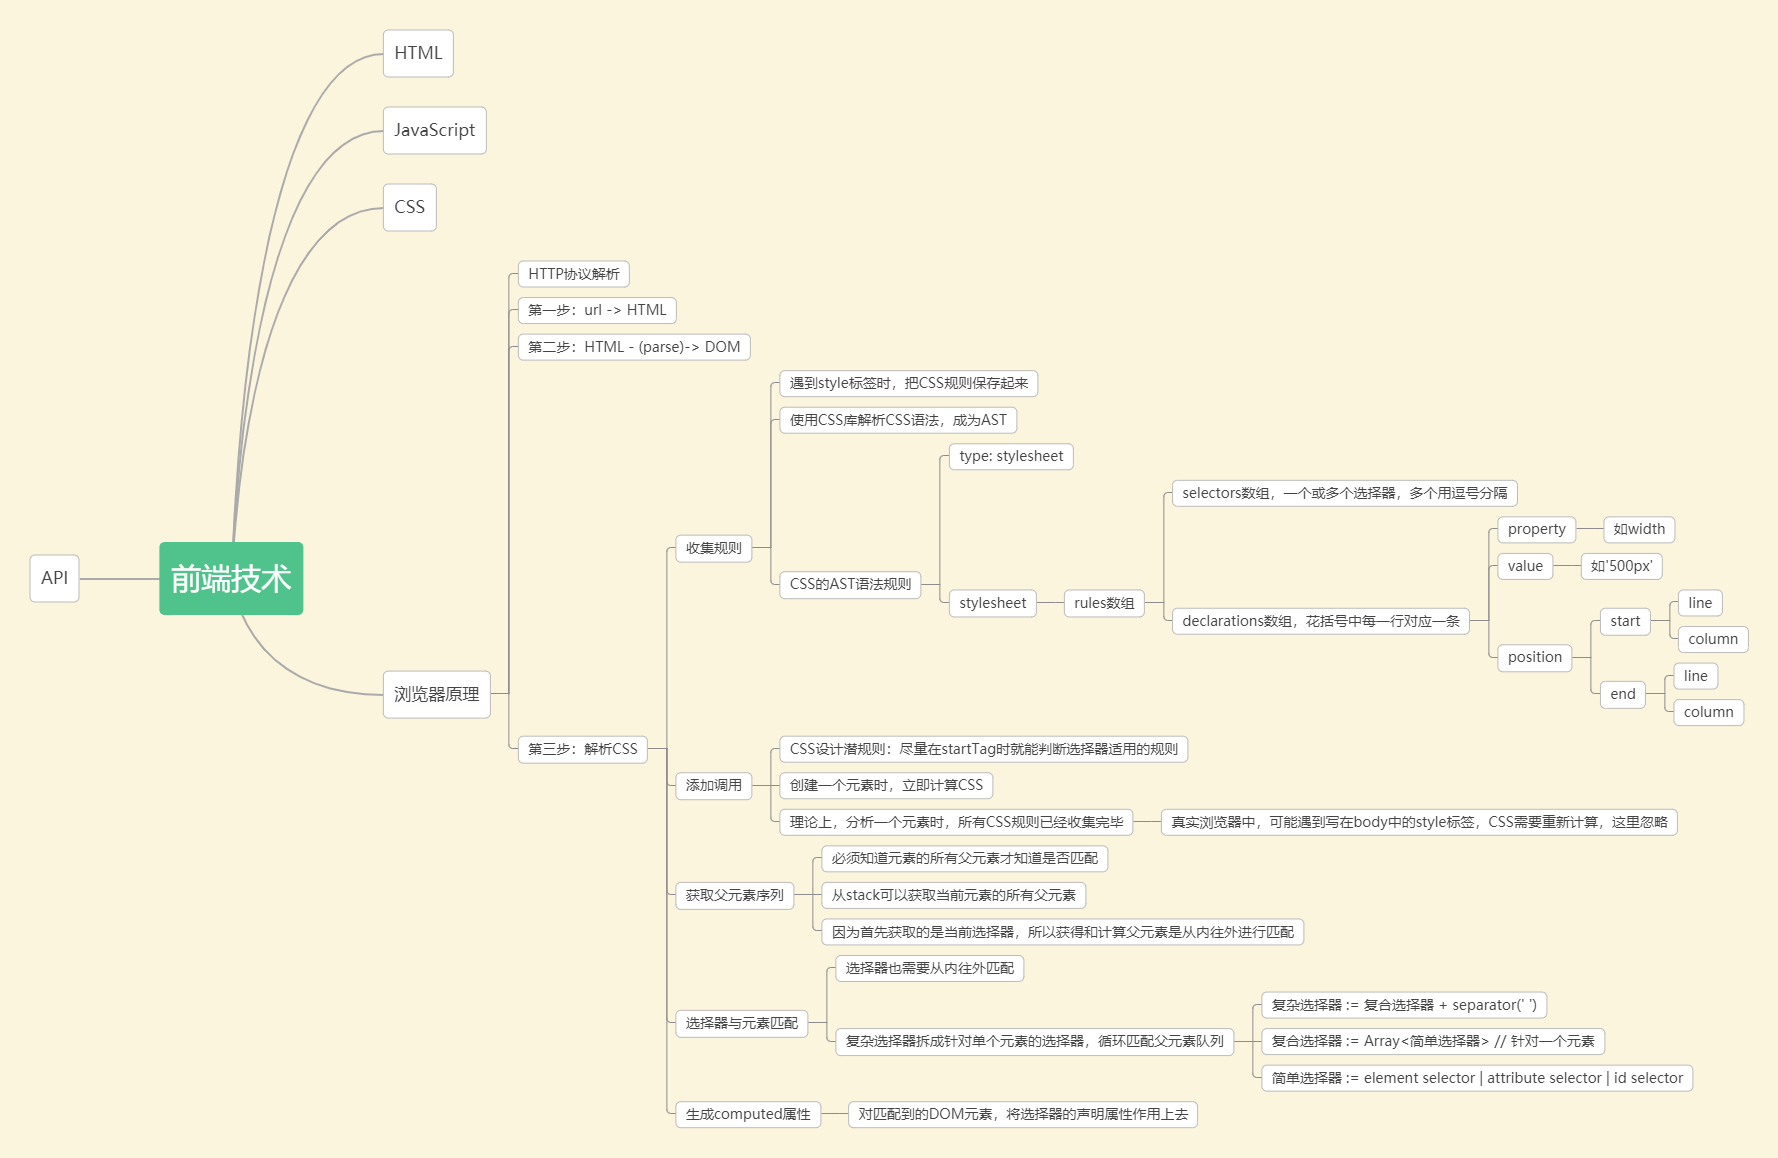 HTML
JavaScript
CSS
API
前端技术
浏览器原理
HTTP协议解析
第一步：url -> HTML
第二步：HTML - (parse)-> DOM
第三步：解析CSS
收集规则
遇到style标签时，把CSS规则保存起来
使用CSS库解析CSS语法，成为AST
CSS的AST语法规则
type: stylesheet
stylesheet
rules数组
selectors数组，一个或多个选择器，多个用逗号分隔
declarations数组，花括号中每一行对应一条
property
如width
value
如'500px'
position
start
line
column
end
line
column
添加调用
CSS设计潜规则：尽量在startTag时就能判断选择器适用的规则
创建一个元素时，立即计算CSS
理论上，分析一个元素时，所有CSS规则已经收集完毕
真实浏览器中，可能遇到写在body中的style标签，CSS需要重新计算，这里忽略
获取父元素序列
必须知道元素的所有父元素才知道是否匹配
从stack可以获取当前元素的所有父元素
因为首先获取的是当前选择器，所以获得和计算父元素是从内往外进行匹配
选择器与元素匹配
选择器也需要从内往外匹配
复杂选择器拆成针对单个元素的选择器，循环匹配父元素队列
复杂选择器 := 复合选择器 + separator(' ')
复合选择器 := Array<简单选择器> // 针对一个元素
简单选择器 := element selector | attribute selector | id selector
生成computed属性
对匹配到的DOM元素，将选择器的声明属性作用上去